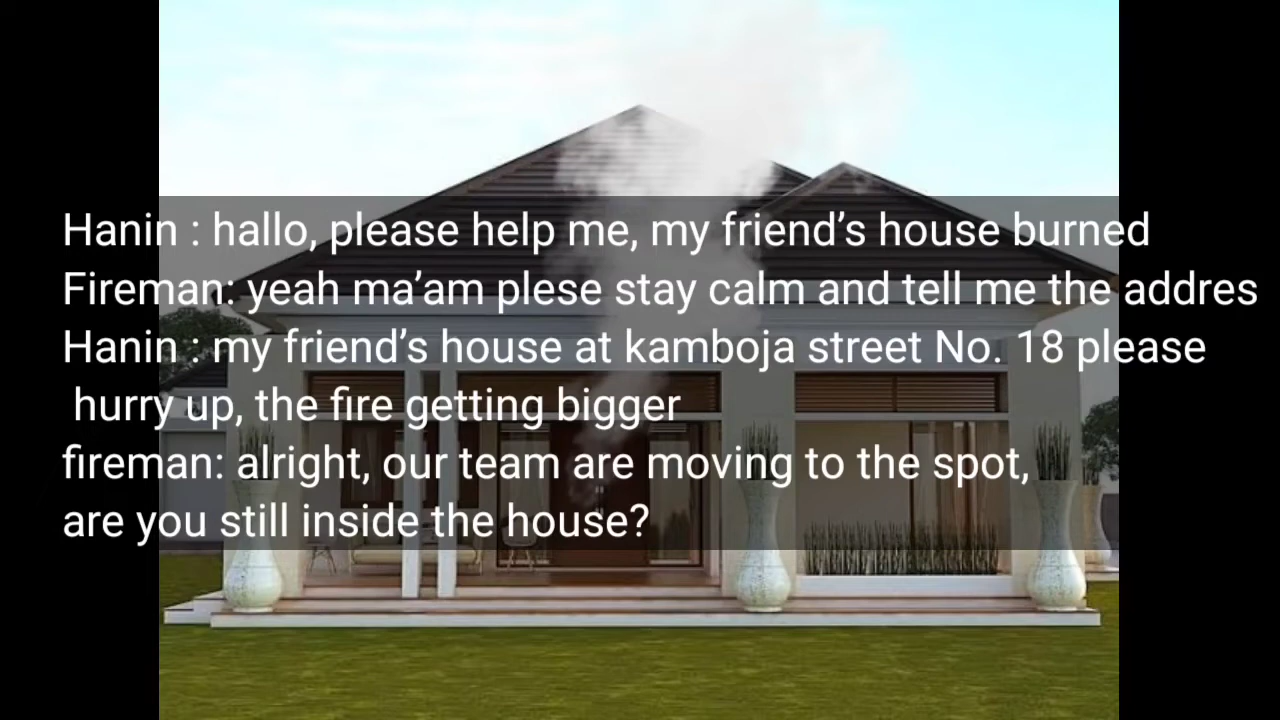 Hanin : hallo, please help me, my friend’s house burned
Fireman: yeah ma’am plese stay calm and tell me the addres
Hanin : my friend’s house at kamboja street No. 18 please
hurry up, the fire getting bigger
fireman: alright, our team are moving to the spot,
are you still inside the house?